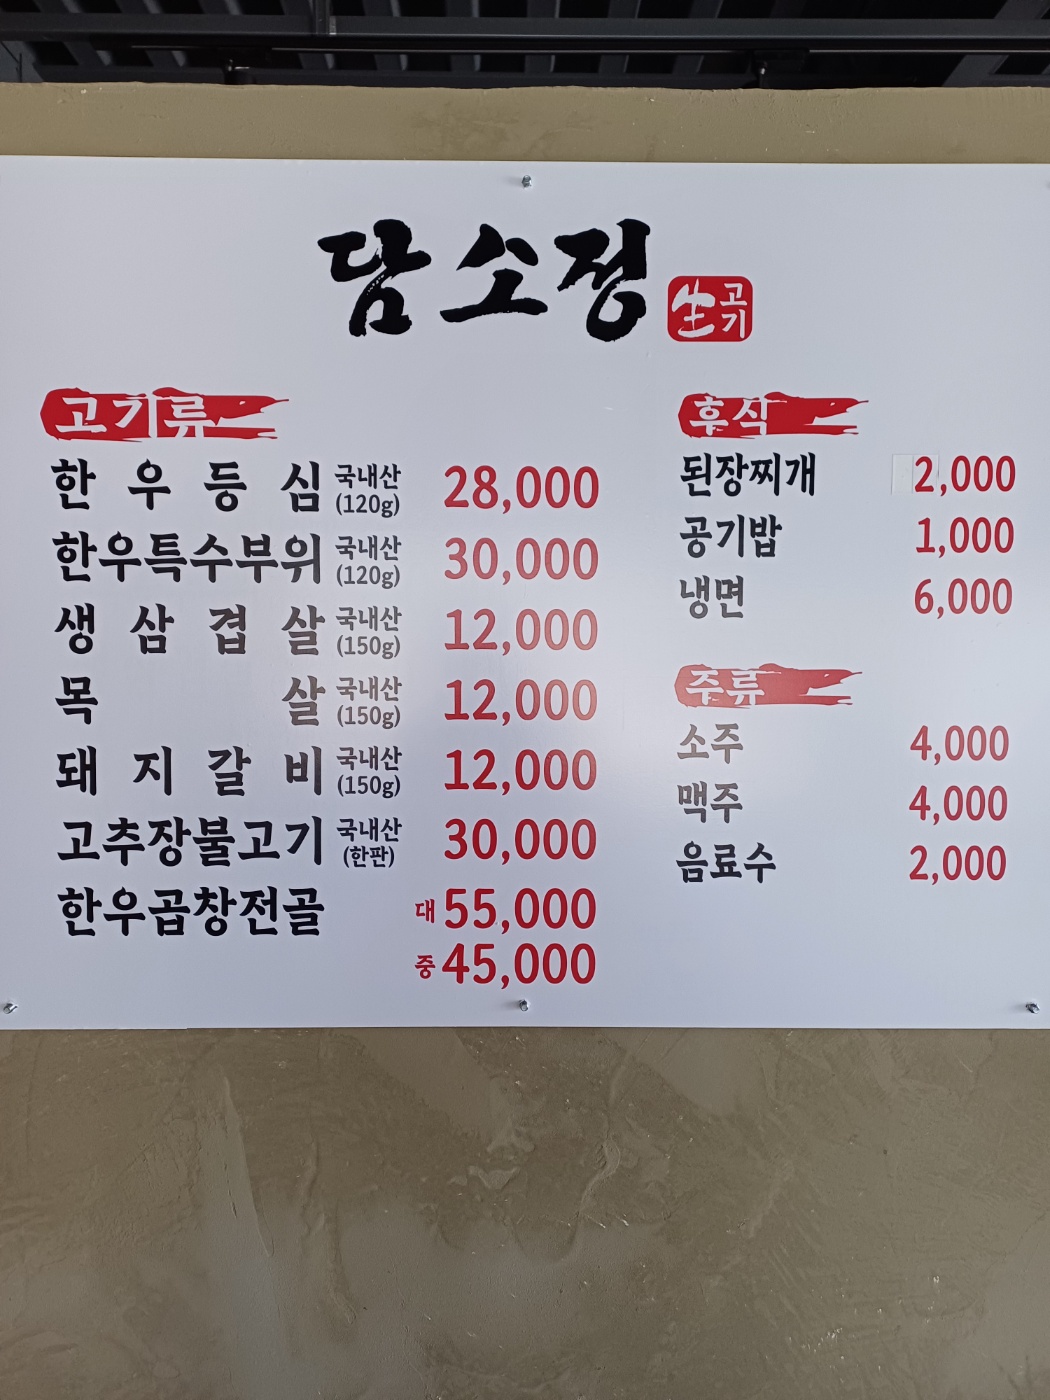 담소정 生고기
고기류
한우등심 국내산 (120g) 28,000
한우특수부위 국내산 (120g) 30,000
생삼겹살 국내산 (150g) 12,000
목살 국내산 (150g) 12,000
돼지갈비 국내산 (150g) 12,000
고추장불고기 국내산 (한판) 30,000
한우곱창전골 대 55,000
중 45,000
후식
된장찌개 2,000
공기밥 1,000
냉면 6,000
주류
소주 4,000
맥주 4,000
음료수 2,000